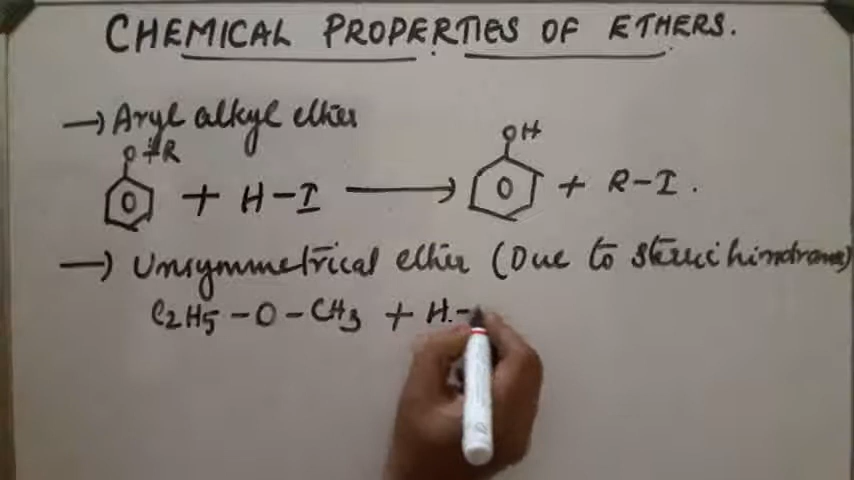 CHEMICAL PROPERTIES OF ETHERS.
→ Aryl alkyl ether
O R
+ H-I → OH + R-I.
→ Unsymmetrical ether (Due to steric hindrance)
C2H5-O-CH3 + H-